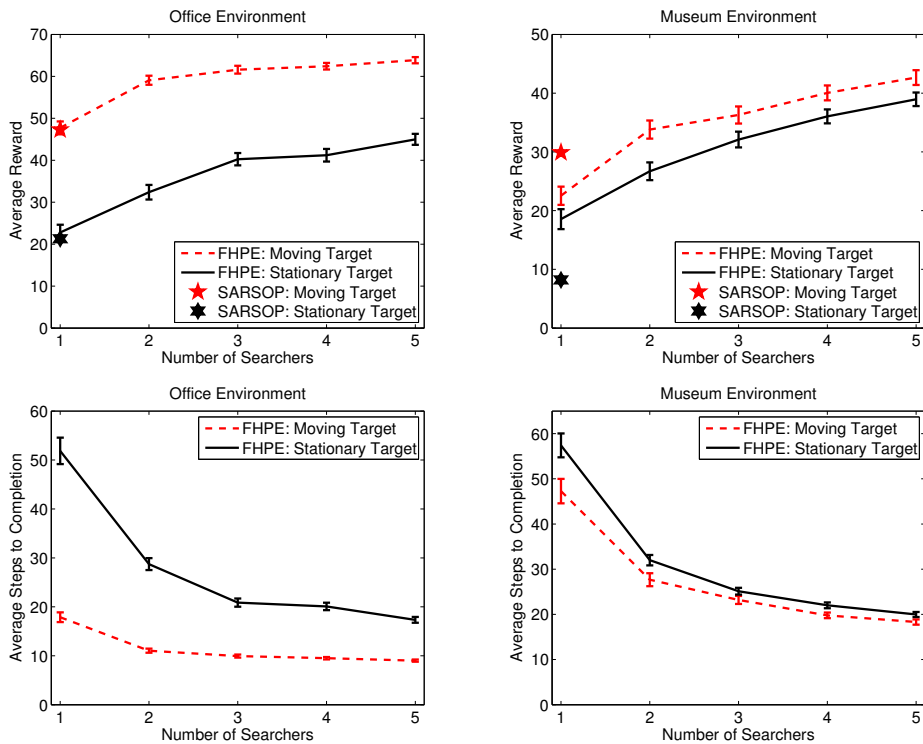 Office Environment
Average Reward
70
60
50
40
30
20
10
0
FHPE: Moving Target
FHPE: Stationary Target
SARSOP: Moving Target
SARSOP: Stationary Target
1 2 3 4 5
Number of Searchers
Museum Environment
Average Reward
50
40
30
20
10
0
FHPE: Moving Target
FHPE: Stationary Target
SARSOP: Moving Target
SARSOP: Stationary Target
1 2 3 4 5
Number of Searchers
Office Environment
Average Steps to Completion
60
50
40
30
20
10
0
FHPE: Moving Target
FHPE: Stationary Target
1 2 3 4 5
Number of Searchers
Museum Environment
Average Steps to Completion
60
50
40
30
20
10
0
FHPE: Moving Target
FHPE: Stationary Target
1 2 3 4 5
Number of Searchers